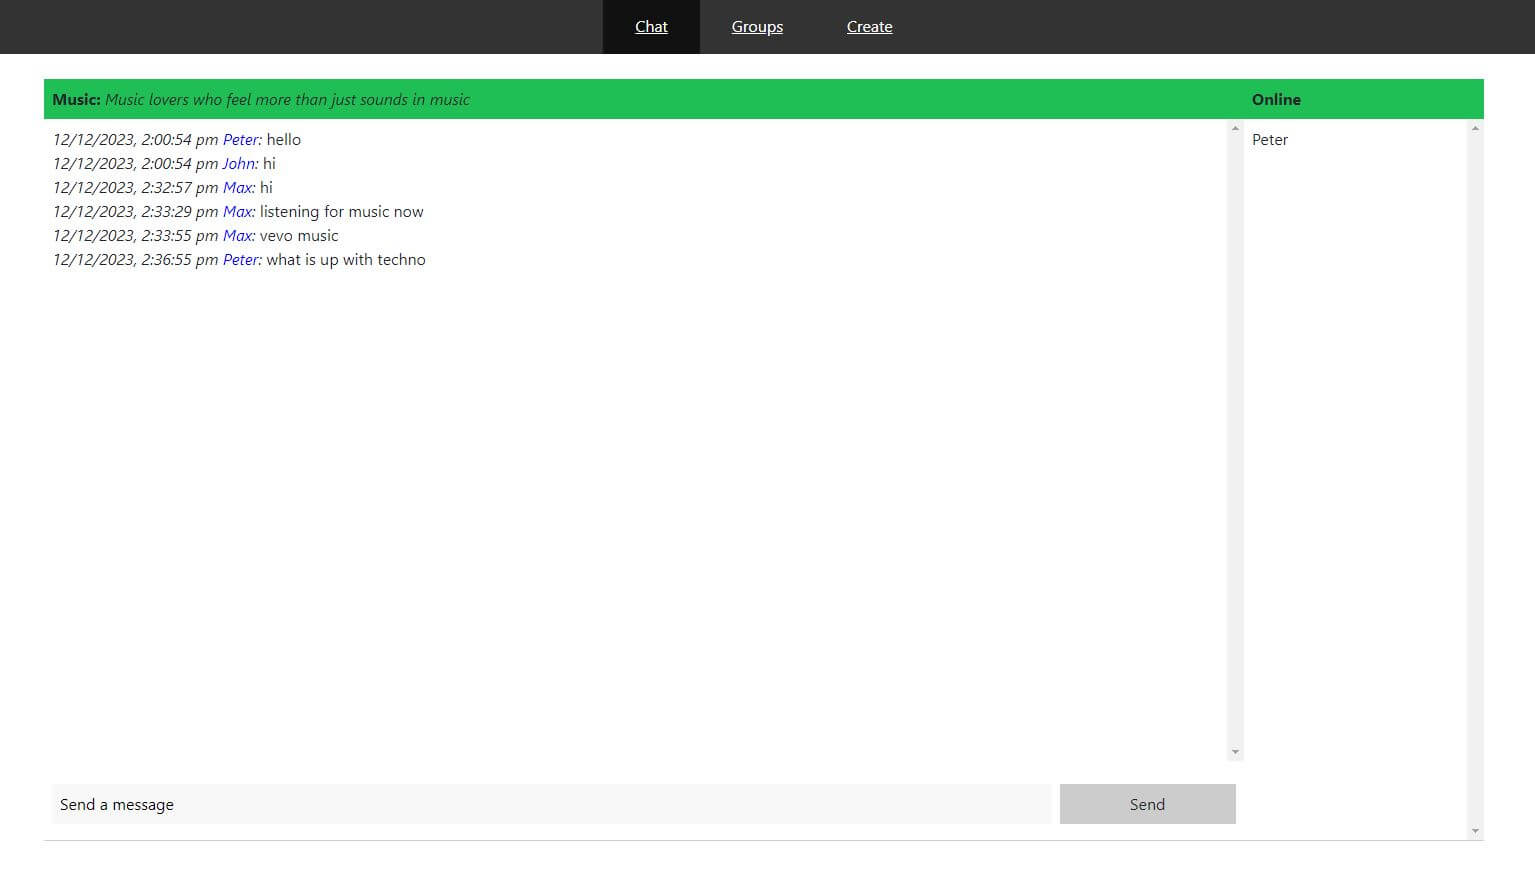 Chat Groups Create
Music: Music lovers who feel more than just sounds in music
Online
12/12/2023, 2:00:54 pm Peter: hello
12/12/2023, 2:00:54 pm John: hi
12/12/2023, 2:32:57 pm Max: hi
12/12/2023, 2:33:29 pm Max: listening for music now
12/12/2023, 2:33:55 pm Max: vevo music
12/12/2023, 2:36:55 pm Peter: what is up with techno
Peter
Send a message
Send